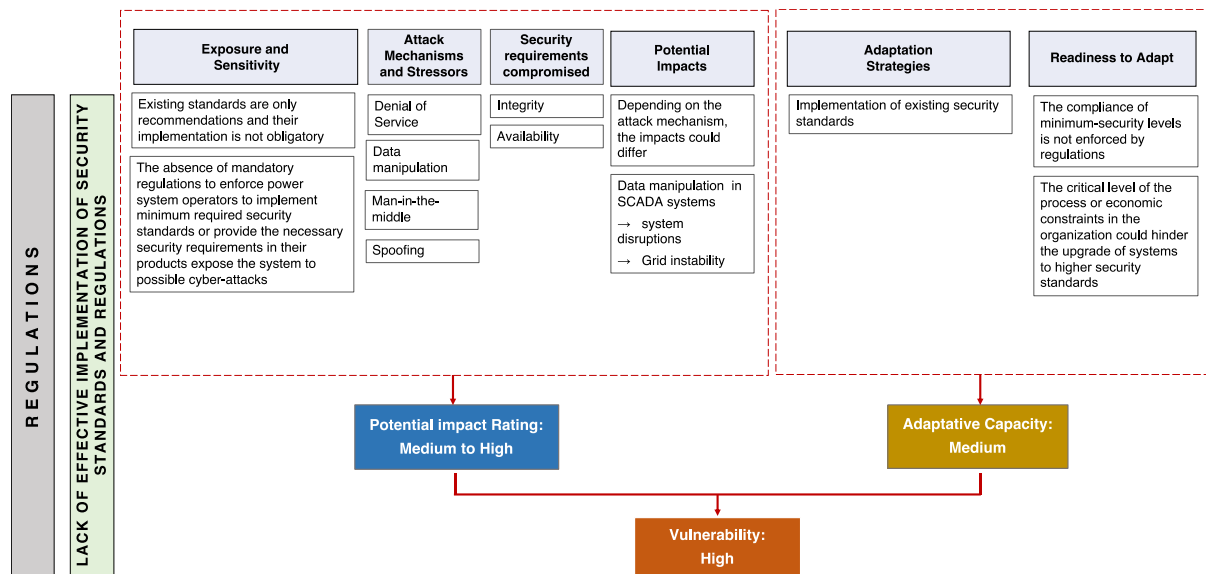 REGULATIONS
LACK OF EFFECTIVE IMPLEMENTATION OF SECURITY
STANDARDS AND REGULATIONS
Exposure and
Sensitivity
Existing standards are only
recommendations and their
implementation is not obligatory
The absence of mandatory
regulations to enforce power
system operators to implement
minimum required security
standards or provide the necessary
security requirements in their
products expose the system to
possible cyber-attacks
Attack
Mechanisms
and Stressors
Denial of
Service
Data
manipulation
Man-in-the-
middle
Spoofing
Security
requirements
compromised
Integrity
Availability
Potential
Impacts
Depending on the
attack mechanism,
the impacts could
differ
Data manipulation in
SCADA systems
→ system
disruptions
→ Grid instability
Adaptation
Strategies
Implementation of existing security
standards
Readiness to Adapt
The compliance of
minimum-security levels
is not enforced by
regulations
The critical level of the
process or economic
constraints in the
organization could hinder
the upgrade of systems
to higher security
standards
Potential impact Rating:
Medium to High
Adaptative Capacity:
Medium
Vulnerability:
High